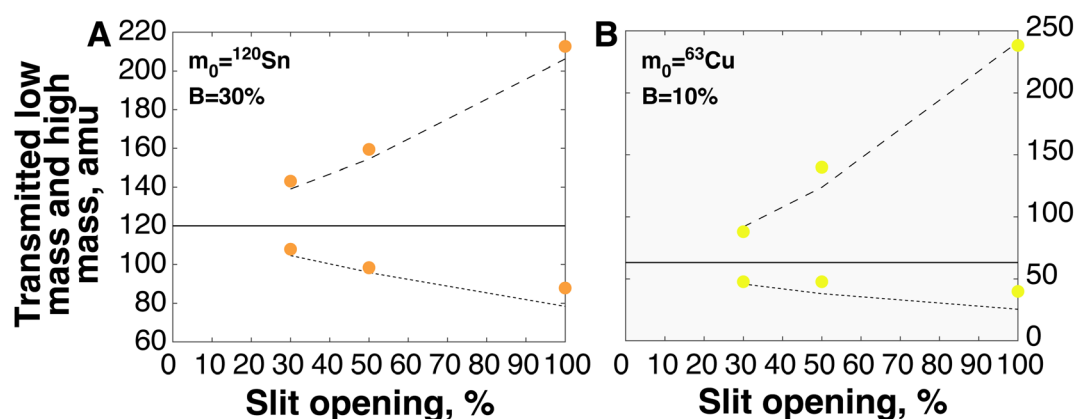 Transmitted low
mass and high
mass, amu
A
m₀=¹²⁰Sn
B=30%
220
200
180
160
140
120
100
80
60
0 10 20 30 40 50 60 70 80 90 100
Slit opening, %
B
m₀=⁶³Cu
B=10%
250
200
150
100
50
0
0 10 20 30 40 50 60 70 80 90 100
Slit opening, %